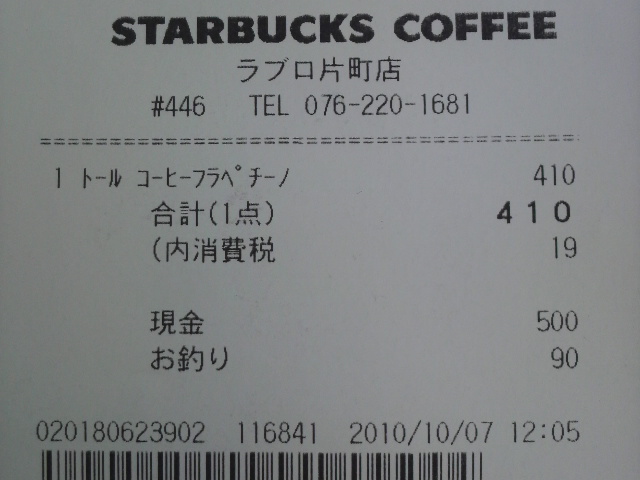 STARBUCKS COFFEE
ラブロ片町店
#446 TEL 076-220-1681
==================================================
1 ﾄｰﾙ ｺｰﾋｰﾌﾗﾍﾟﾁｰﾉ 410
合計(1点) 410
(内消費税 19
現金 500
お釣り 90
020180623902 116841 2010/10/07 12:05